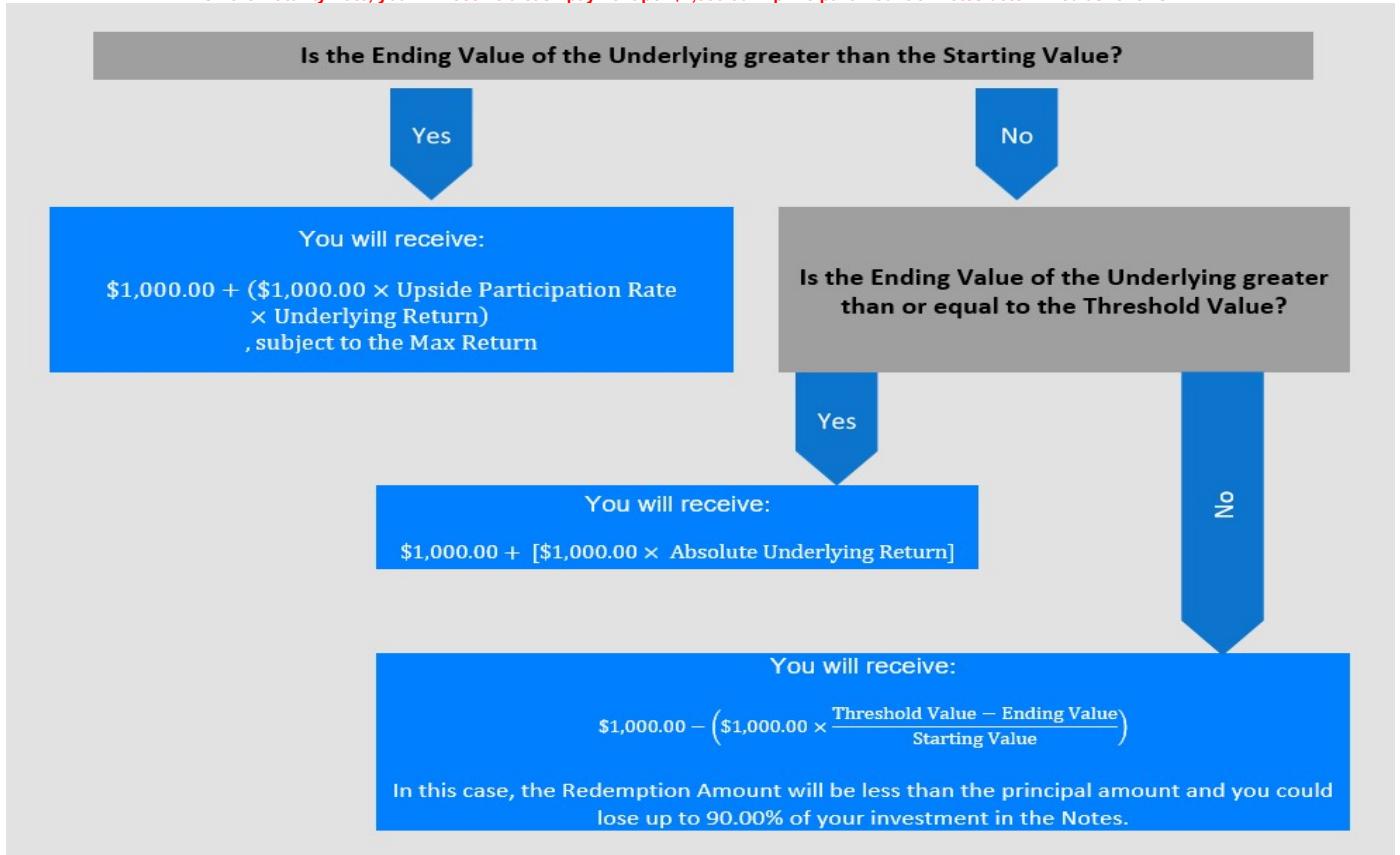 Is the Ending Value of the Underlying greater than the Starting Value?
Yes
No
You will receive:
$1,000.00 + ($1,000.00 × Upside Participation Rate
× Underlying Return)
, subject to the Max Return
Is the Ending Value of the Underlying greater
than or equal to the Threshold Value?
Yes
No
You will receive:
$1,000.00 + [$1,000.00 × Absolute Underlying Return]
You will receive:
$1,000.00 − ($1,000.00 × Threshold Value − Ending Value
Starting Value)
In this case, the Redemption Amount will be less than the principal amount and you could
lose up to 90.00% of your investment in the Notes.